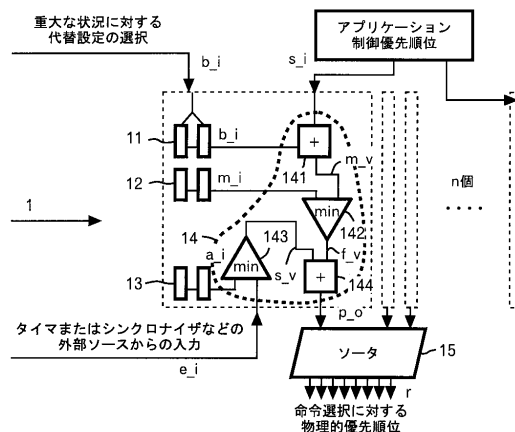 重大な状況に対する
代替設定の選択
b_i
s_i
アプリケーション
制御優先順位
11
b_i
+
141
m_v
12
m_i
n個
1
min
142
14
143
a_i
min
s_v
f_v
13
+
144
タイマまたはシンクロナイザなどの
外部ソースからの入力
e_i
p_o
ソータ
15
r
命令選択に対する
物理的優先順位